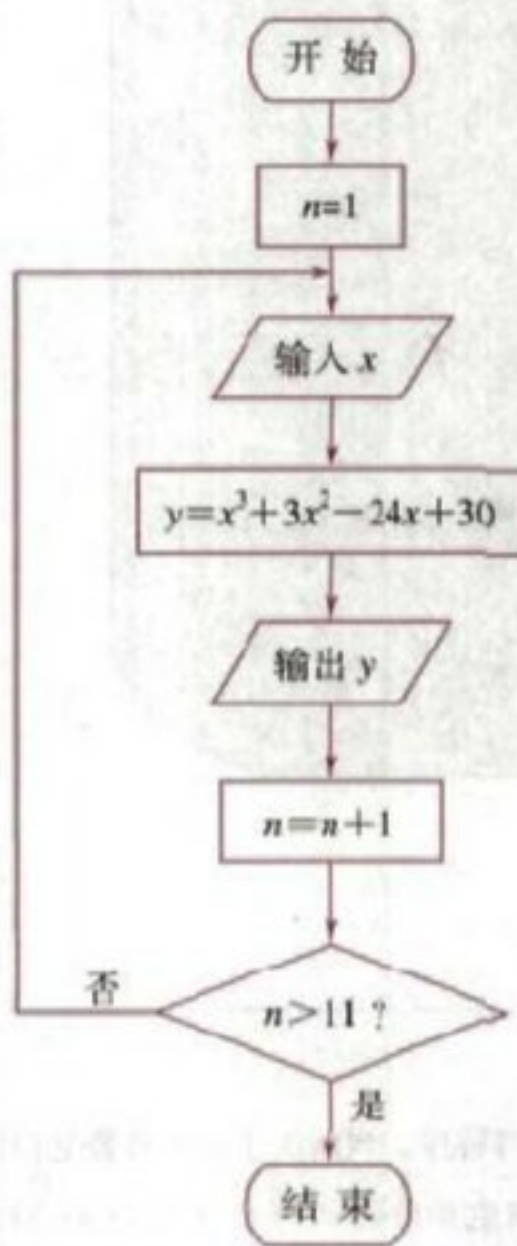 开 始
n=1
输入 x
y=x³+3x²-24x+30
输出 y
n=n+1
否
n>11 ?
是
结 束